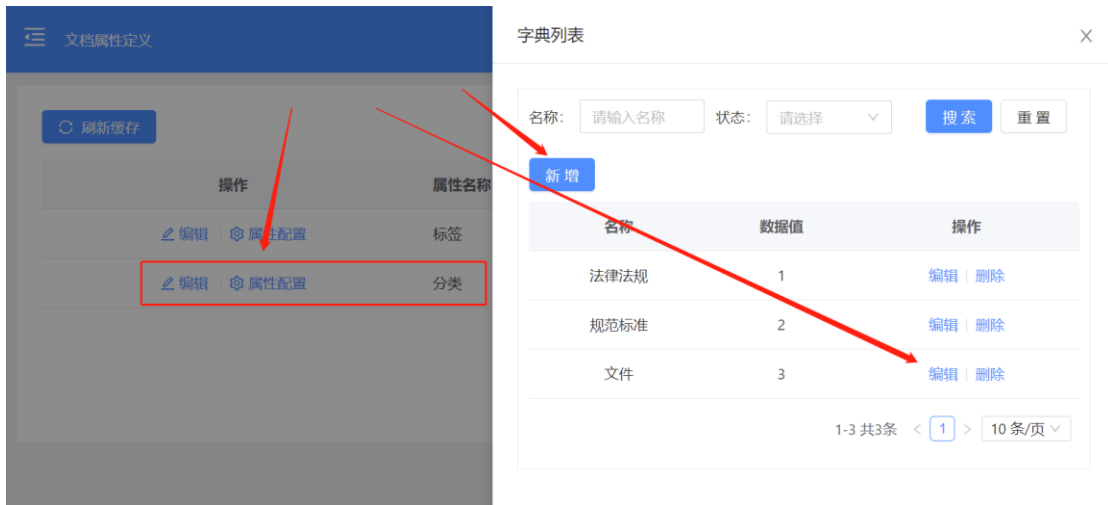 文档属性定义
刷新缓存
操作 属性名称
编辑 属性配置 标签
编辑 属性配置 分类
字典列表
名称: 请输入名称 状态: 请选择 搜索 重置
新增
名称 数据值 操作
法律法规 1 编辑 删除
规范标准 2 编辑 删除
文件 3 编辑 删除
1-3 共3条 < 1 > 10 条/页